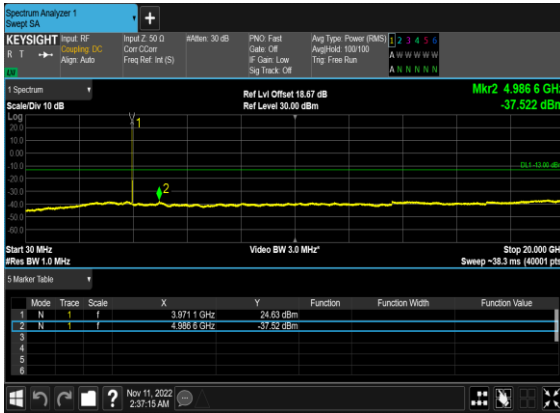 Spectrum Analyzer 1
Swept SA
+
KEYSIGHT Input: RF Input Z: 50 Ω #Atten: 30 dB PNO: Fast Avg Type: Power (RMS) 1 2 3 4 5 6
R T Coupling: DC Corr CCorr Gate: Off Avg|Hold: 100/100 A W W W W W
Align: Auto Freq Ref: Int (S) IF Gain: Low Trig: Free Run
LXI Sig Track: Off A N N N N N
1 Spectrum Ref Lvl Offset 18.67 dB Mkr2 4.986 6 GHz
Scale/Div 10 dB Ref Level 30.00 dBm -37.522 dBm
Log
20.0
10.0
0.00
-10.0
-20.0
-30.0
-40.0
-50.0
-60.0
1
2
DL1 -13.00 dBm
Start 30 MHz Video BW 3.0 MHz* Stop 20.000 GHz
#Res BW 1.0 MHz Sweep ~38.3 ms (40001 pts)
5 Marker Table
Mode Trace Scale X Y Function Function Width Function Value
1 N 1 f 3.971 1 GHz 24.63 dBm
2 N 1 f 4.986 6 GHz -37.52 dBm
3
4
5
6
? Nov 11, 2022
2:37:15 AM